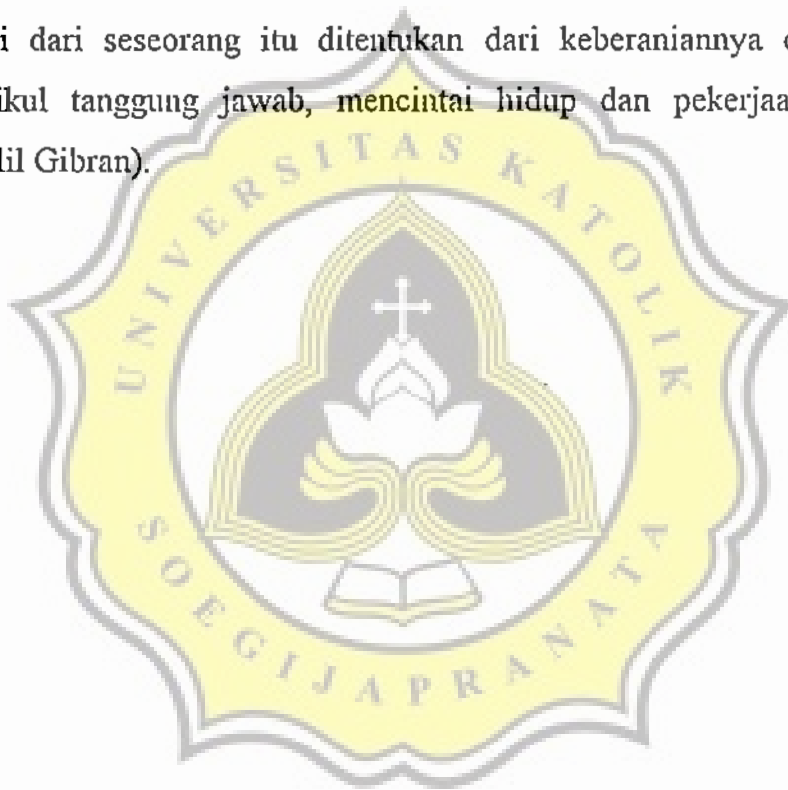 i dari seseorang itu ditentukan dari keberaniannya
ikul tanggung jawab, mencintai hidup dan pekerjaa
lil Gibran).
UNIVERSITAS KATOLIK
SOEGIJAPRANATA